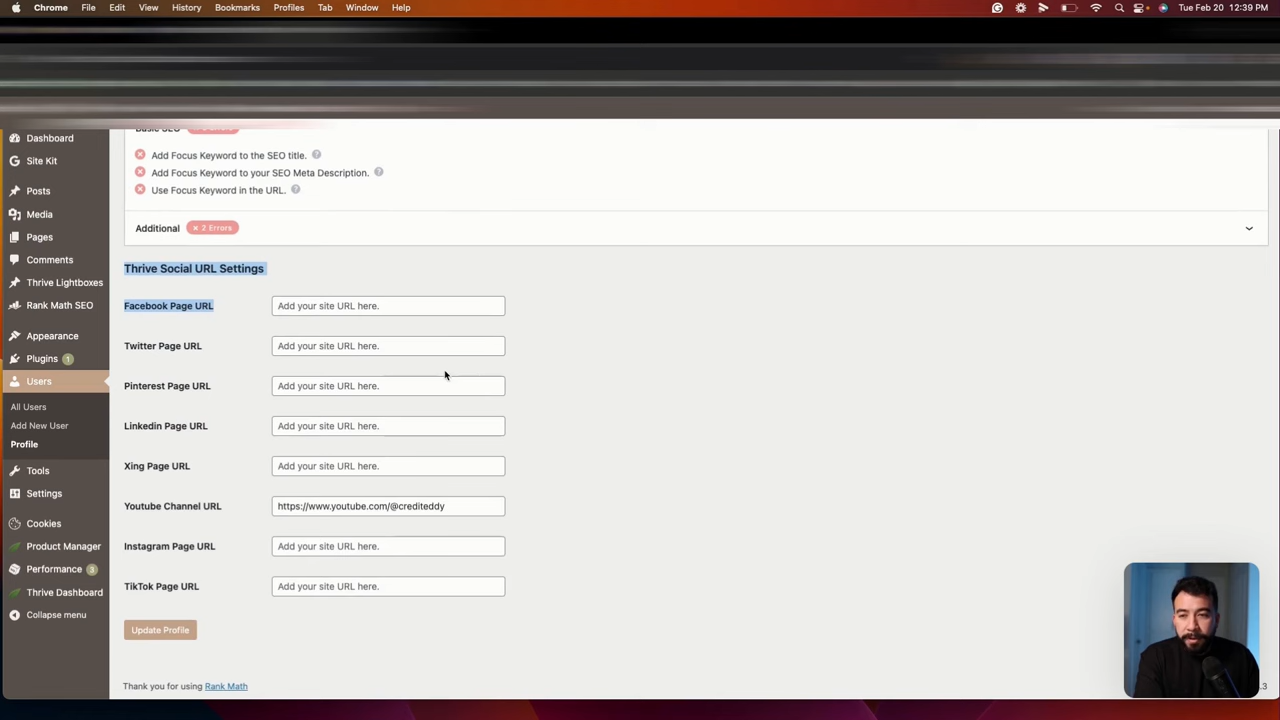 Chrome File Edit View History Bookmarks Profiles Tab Window Help Tue Feb 20 12:39 PM
Dashboard
Site Kit
Posts
Media
Pages
Comments
Thrive Lightboxes
Rank Math SEO
Appearance
Plugins 1
Users
All Users
Add New User
Profile
Tools
Settings
Cookies
Product Manager
Performance 3
Thrive Dashboard
Collapse menu
Add Focus Keyword to the SEO title. ?
Add Focus Keyword to your SEO Meta Description. ?
Use Focus Keyword in the URL. ?
Additional × 2 Errors
Thrive Social URL Settings
Facebook Page URL Add your site URL here.
Twitter Page URL Add your site URL here.
Pinterest Page URL Add your site URL here.
Linkedin Page URL Add your site URL here.
Xing Page URL Add your site URL here.
Youtube Channel URL https://www.youtube.com/@crediteddy
Instagram Page URL Add your site URL here.
TikTok Page URL Add your site URL here.
Update Profile
Thank you for using Rank Math